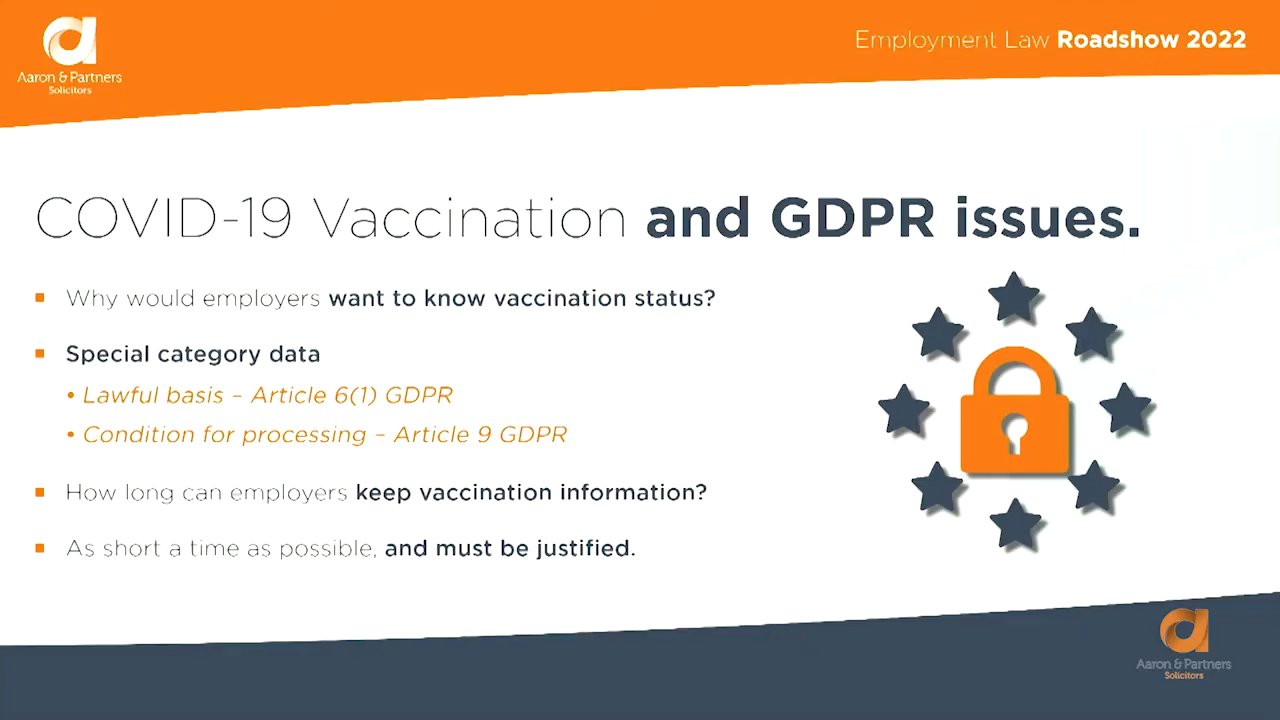 Aaron & Partners
Solicitors
Employment Law Roadshow 2022
COVID-19 Vaccination and GDPR issues.
Why would employers want to know vaccination status?
Special category data
• Lawful basis – Article 6(1) GDPR
• Condition for processing – Article 9 GDPR
How long can employers keep vaccination information?
As short a time as possible, and must be justified.
Aaron & Partners
Solicitors